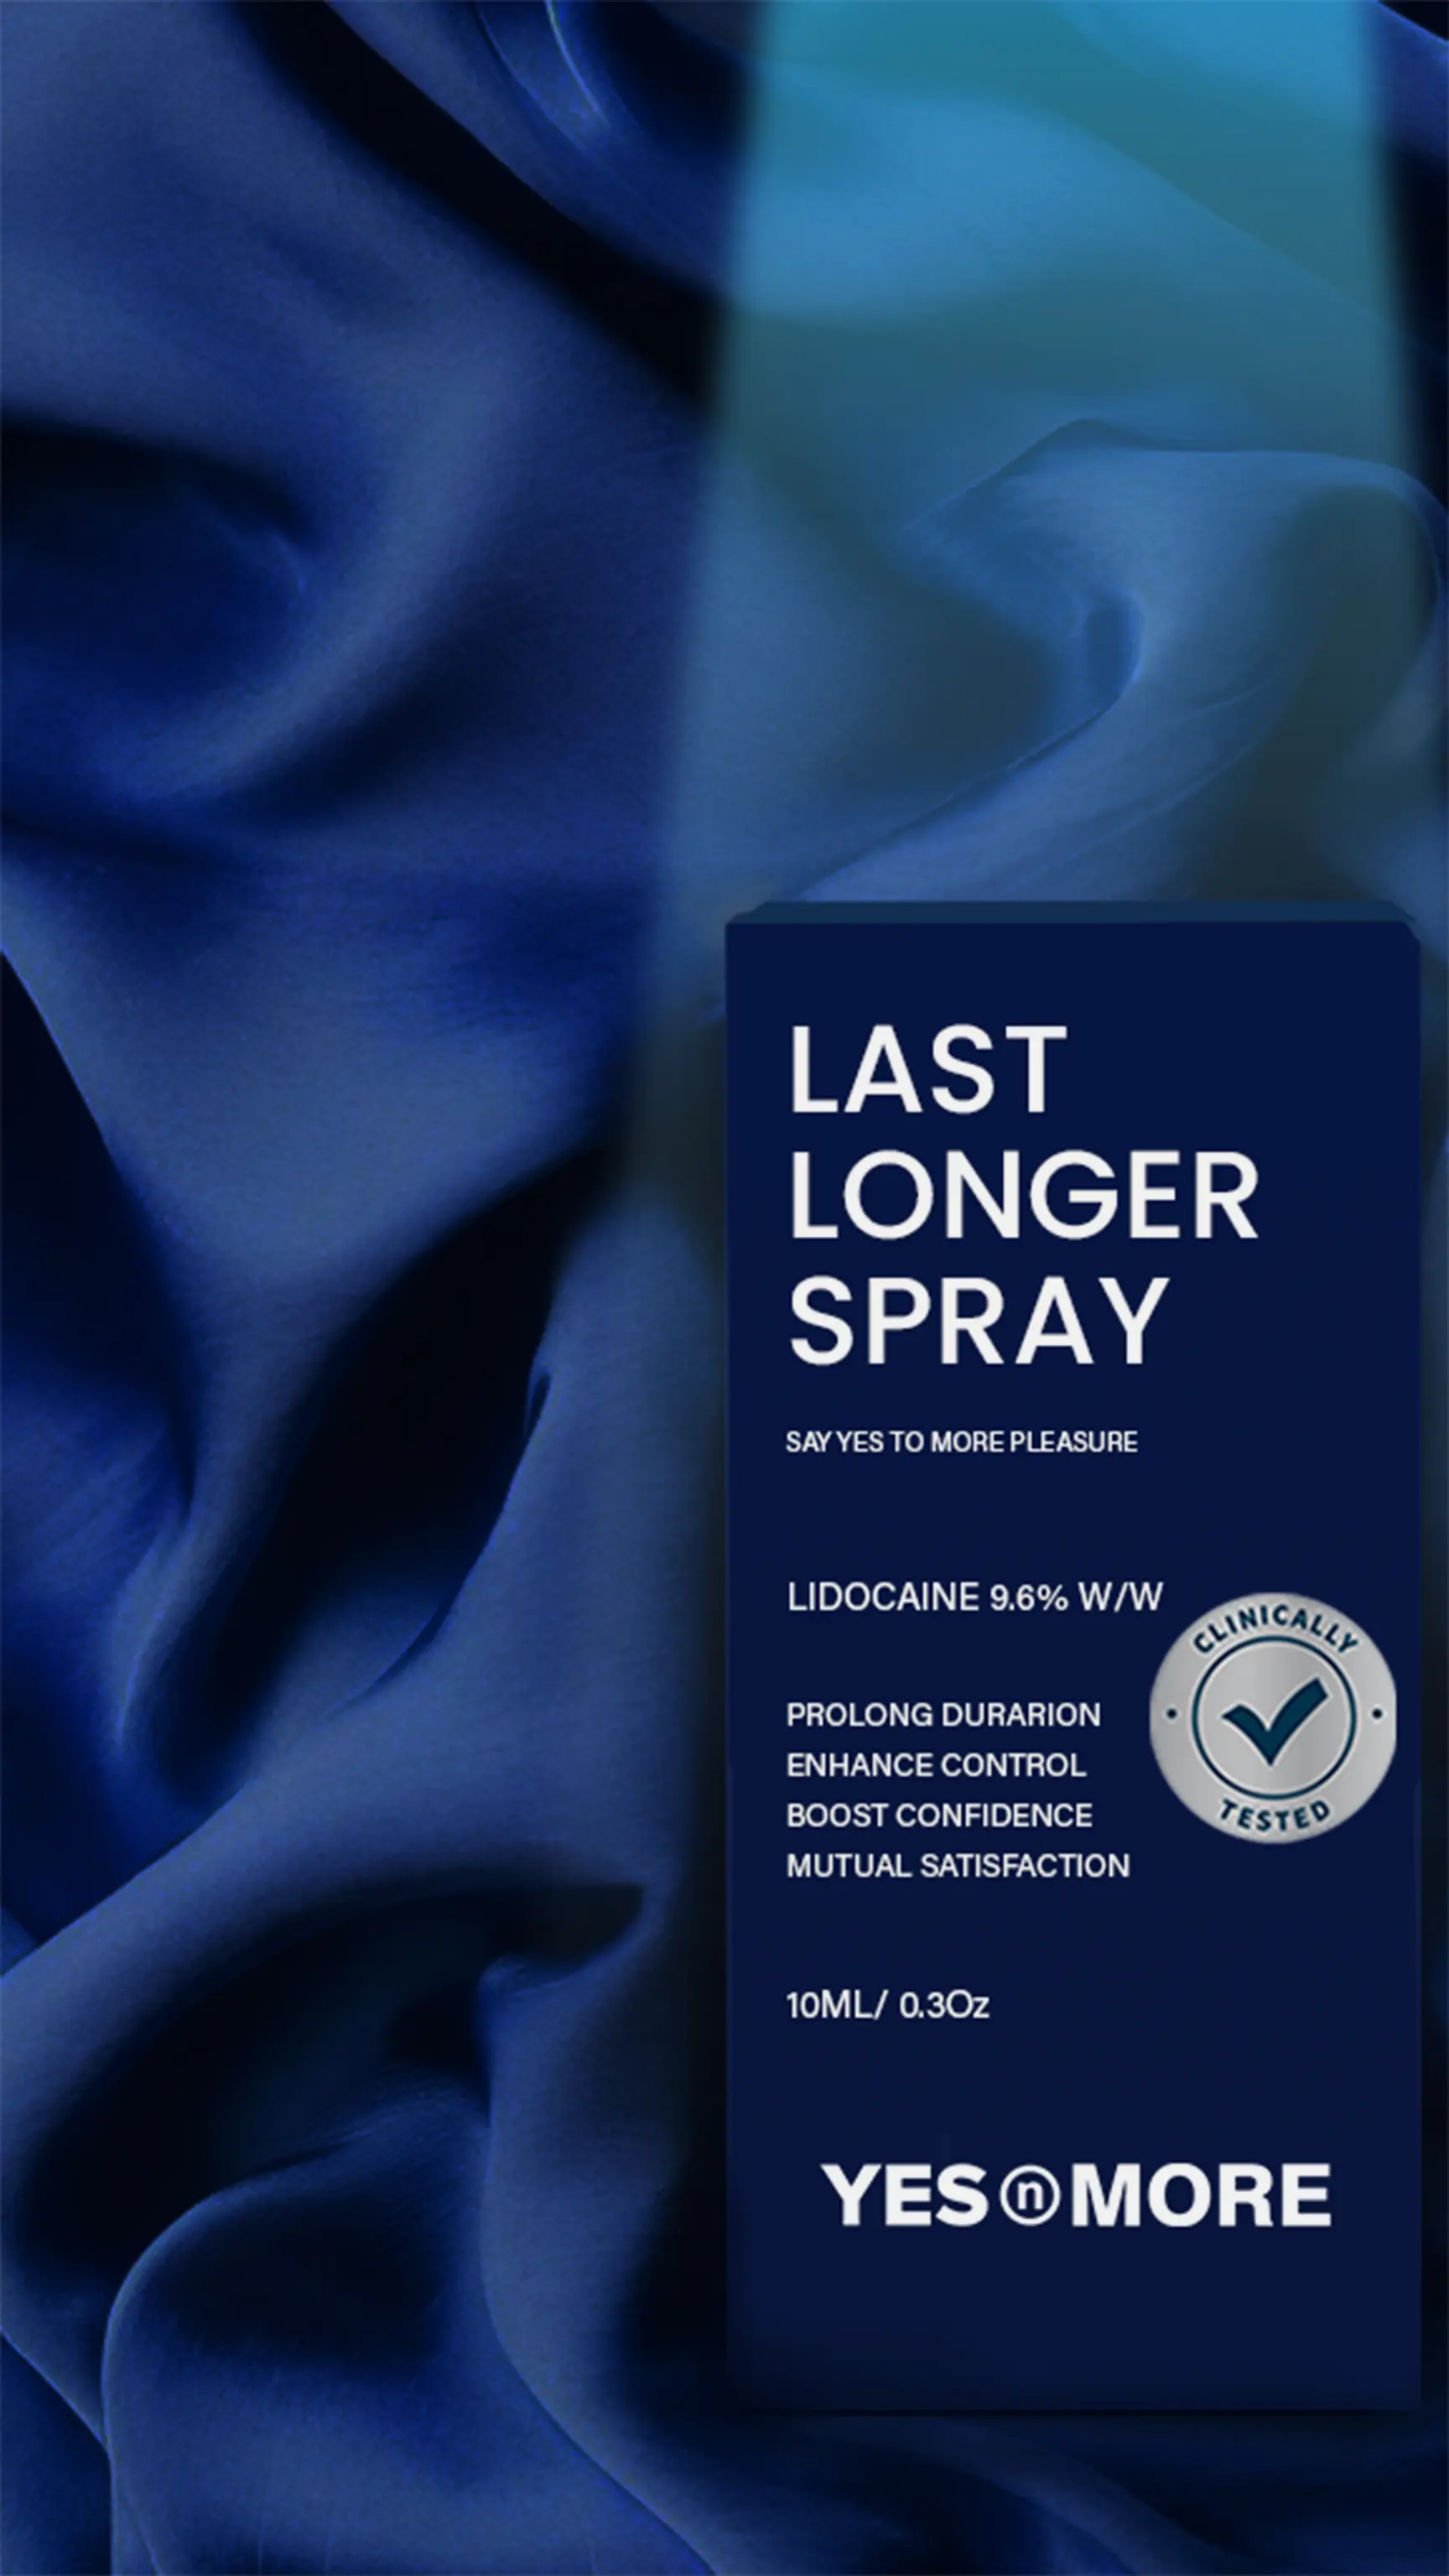 LAST
LONGER
SPRAY
SAY YES TO MORE PLEASURE
LIDOCAINE 9.6% W/W
CLINICALLY
TESTED
PROLONG DURARION
ENHANCE CONTROL
BOOST CONFIDENCE
MUTUAL SATISFACTION
10ML/ 0.3Oz
YES n MORE